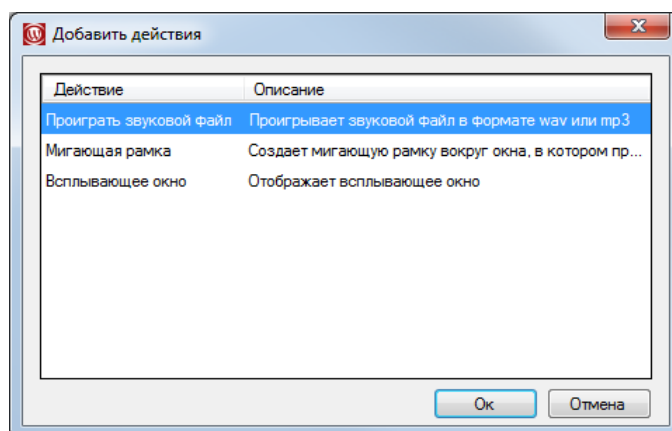 Добавить действия
Действие Описание
Проиграть звуковой файл Проигрывает звуковой файл в формате wav или mp3
Мигающая рамка Создает мигающую рамку вокруг окна, в котором пр...
Всплывающее окно Отображает всплывающее окно
Ок Отмена